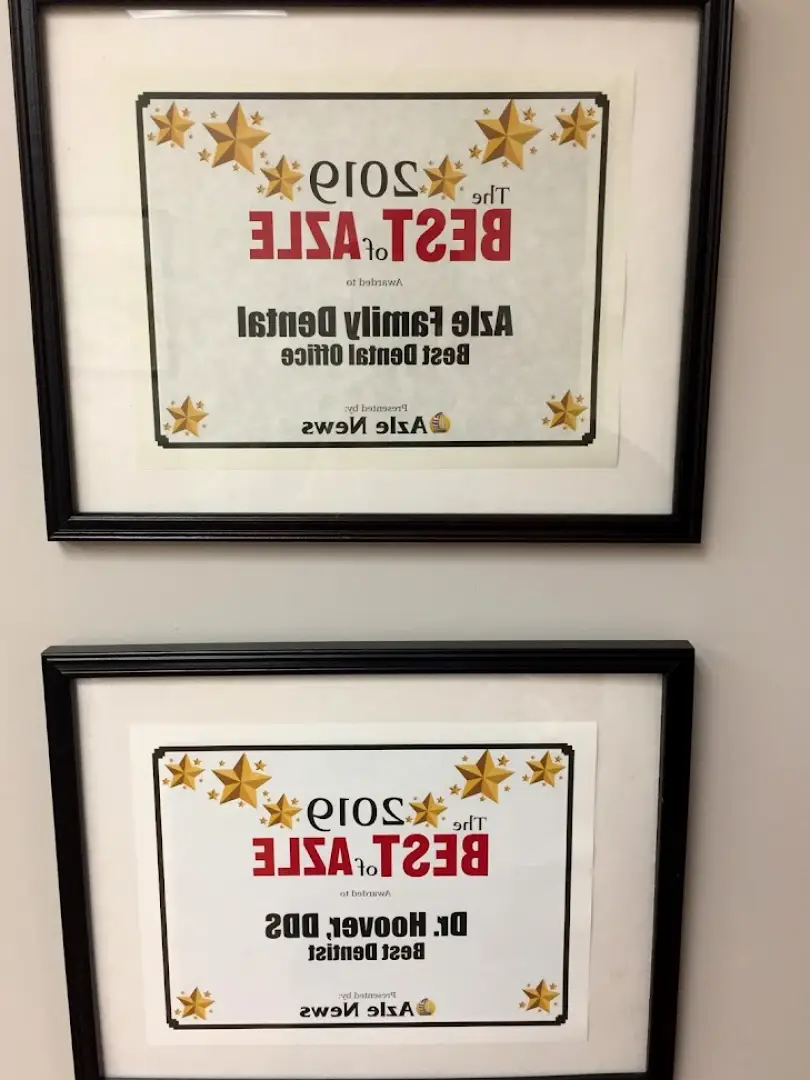 2019
The
BEST of AZLE
Awarded to
Azle Family Dental
Best Dental Office
Presented by:
Azle News
2019
The
BEST of AZLE
Awarded to
Dr. Hoover, DDS
Best Dentist
Presented by:
Azle News